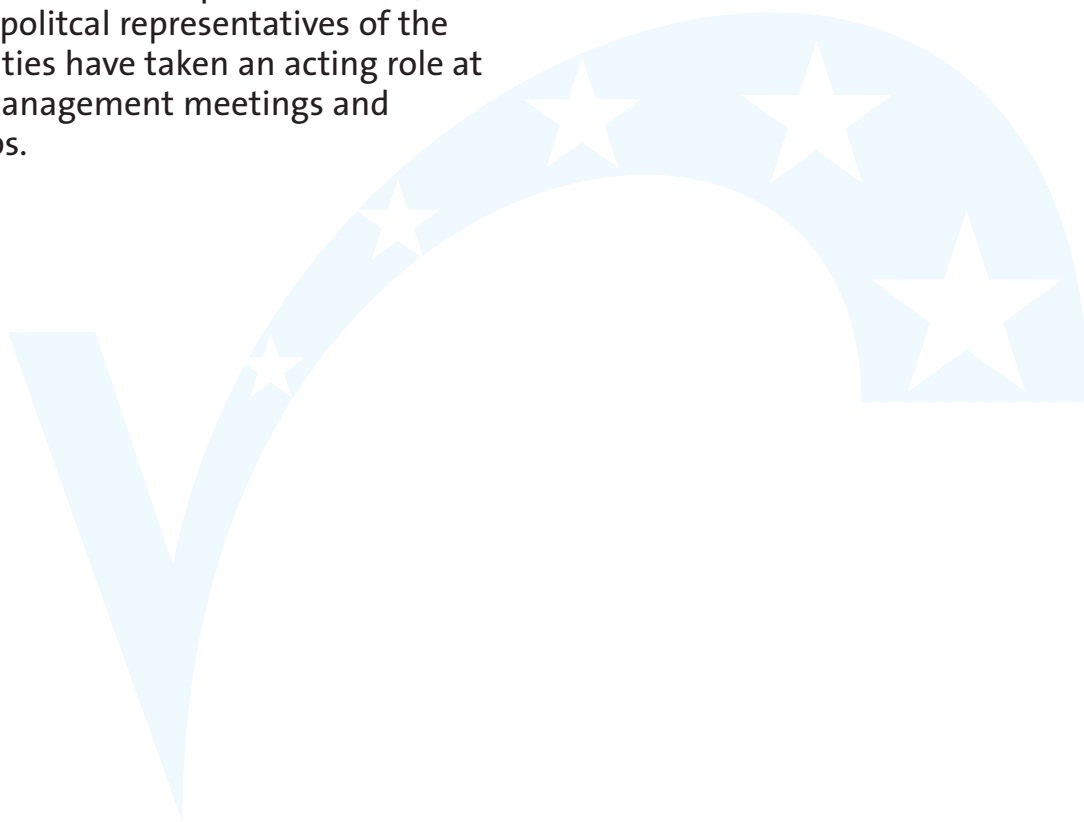 politcal representatives of the
ties have taken an acting role at
anagement meetings and
os.